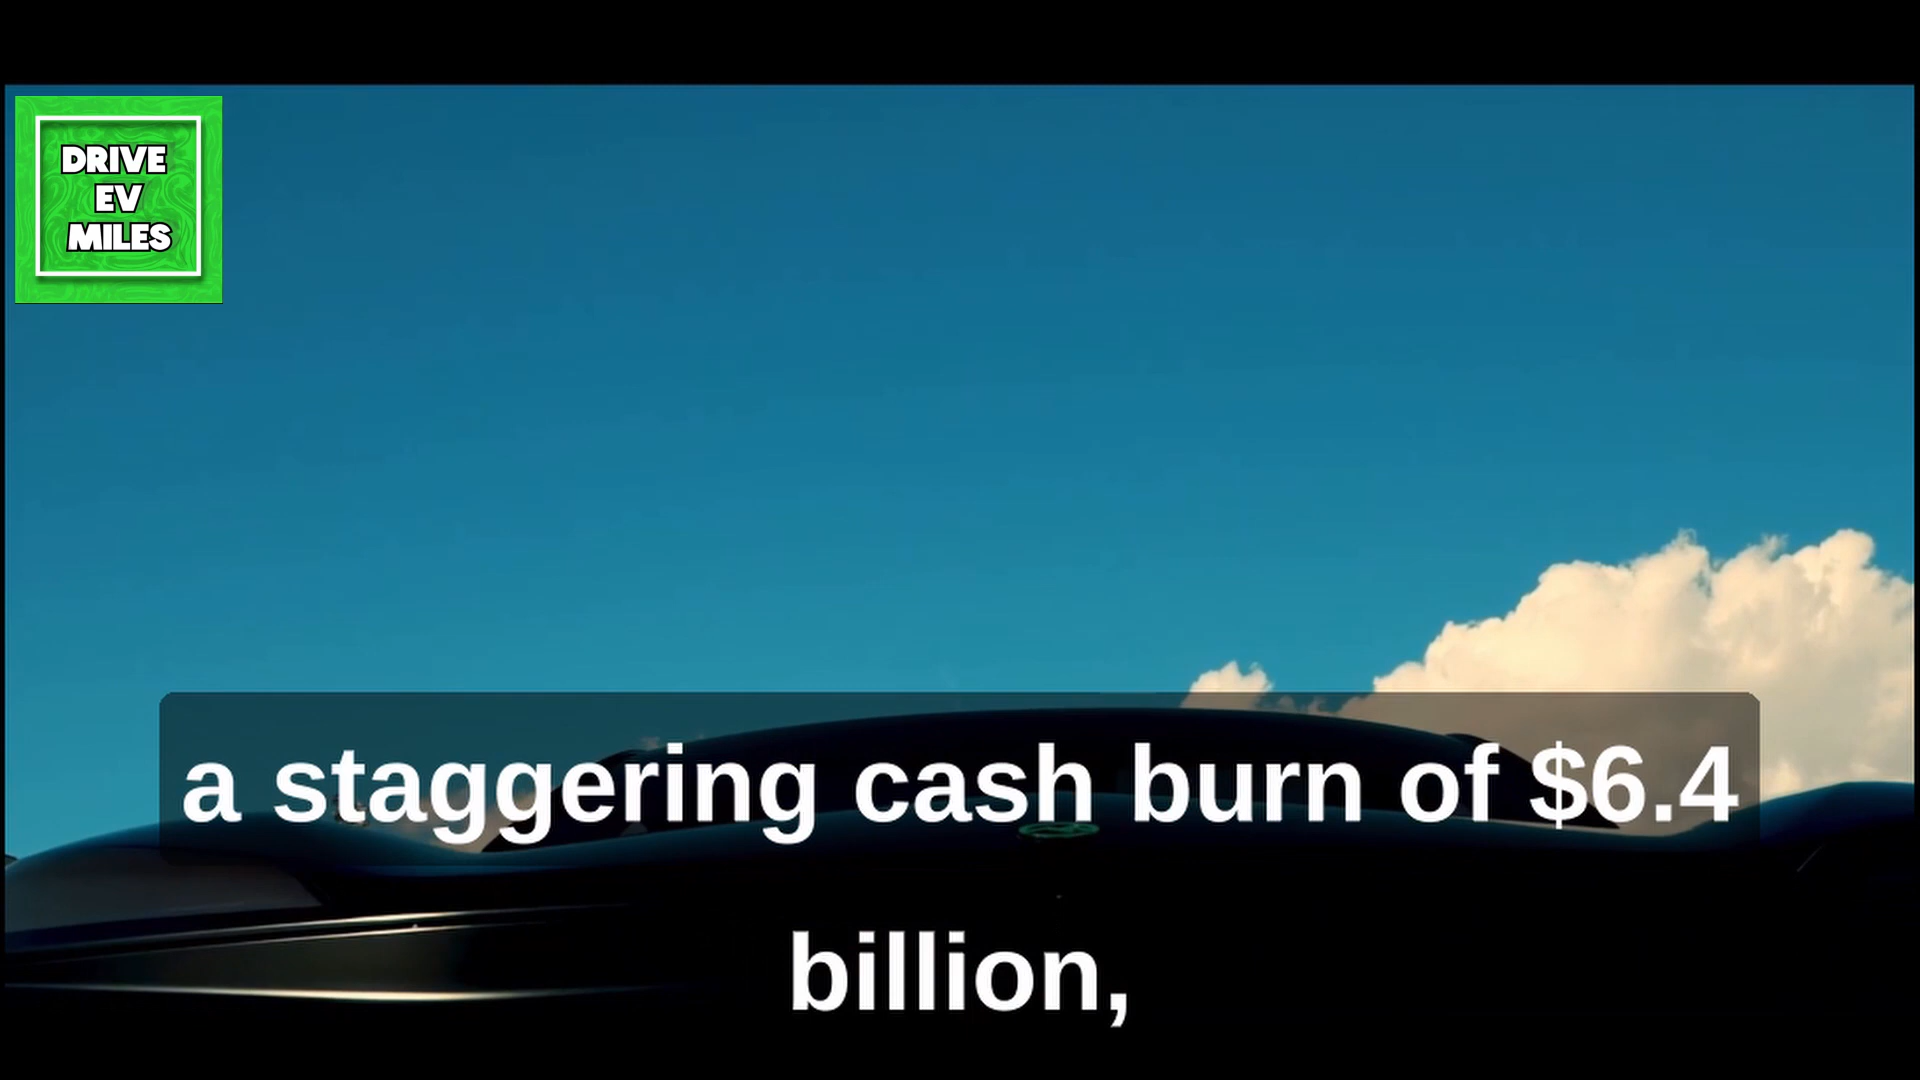 DRIVE
EV
MILES
a staggering cash burn of $6.4
billion,